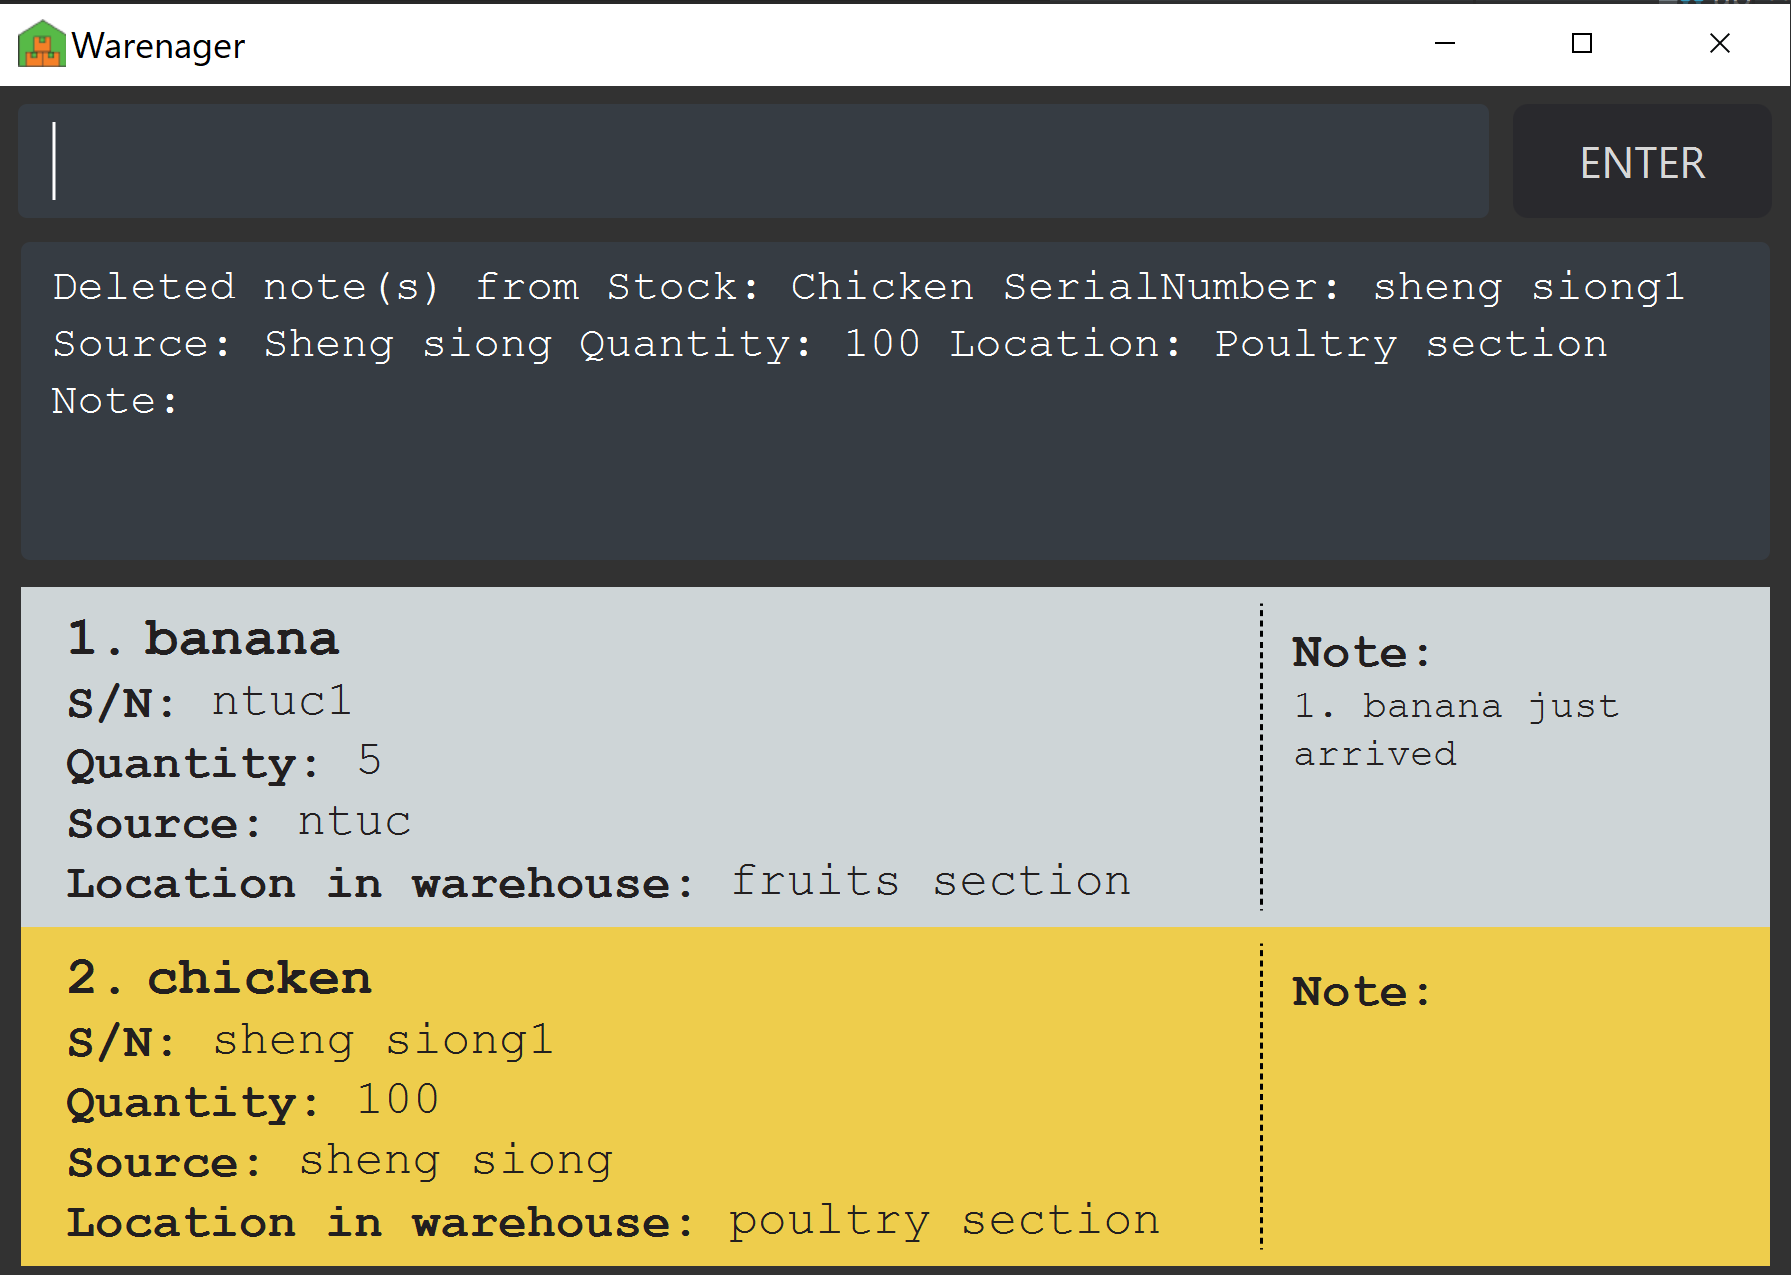 Warenager
ENTER
Deleted note(s) from Stock: Chicken SerialNumber: sheng siong1
Source: Sheng siong Quantity: 100 Location: Poultry section
Note:
1. banana
S/N: ntuc1
Quantity: 5
Source: ntuc
Location in warehouse: fruits section
Note:
1. banana just
arrived
2. chicken
S/N: sheng siong1
Quantity: 100
Source: sheng siong
Location in warehouse: poultry section
Note: